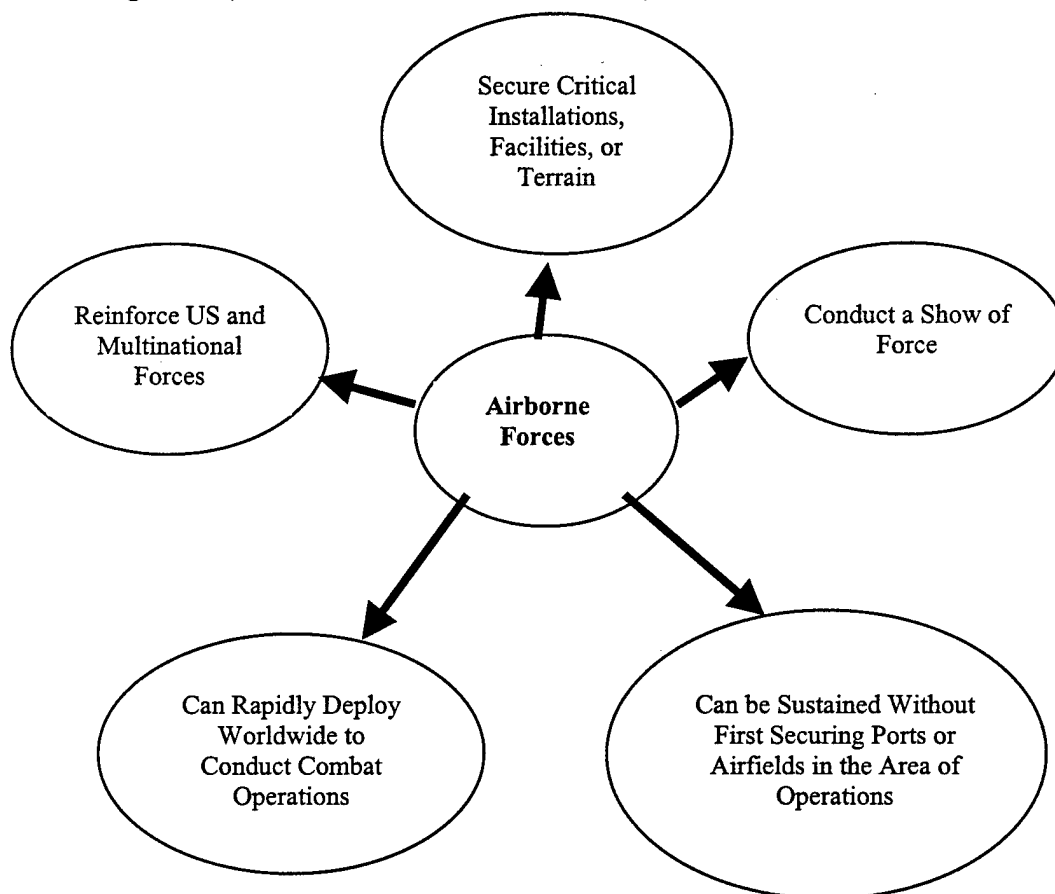 Secure Critical
Installations,
Facilities, or
Terrain
Reinforce US and
Multinational
Forces
Conduct a Show of
Force
Airborne
Forces
Can Rapidly Deploy
Worldwide to
Conduct Combat
Operations
Can be Sustained Without
First Securing Ports or
Airfields in the Area of
Operations